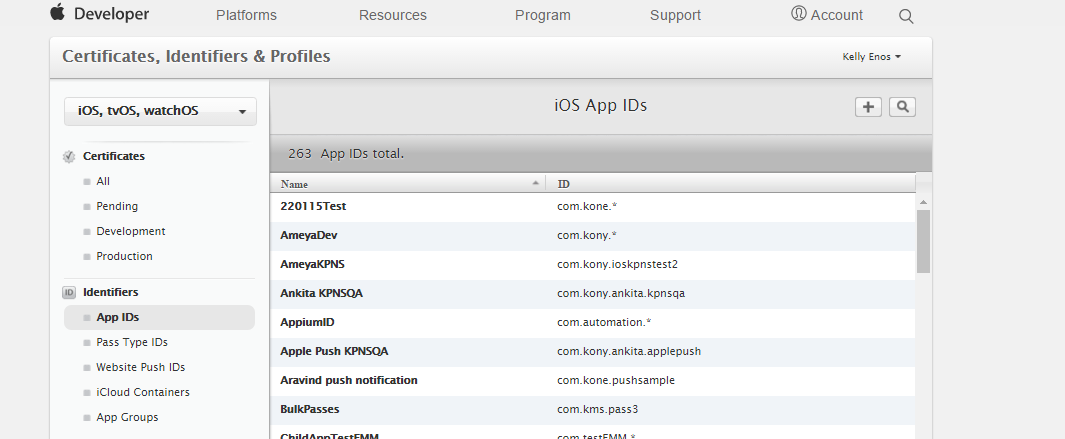 Developer Platforms Resources Program Support Account
Certificates, Identifiers & Profiles
Kelly Enos
iOS, tvOS, watchOS
Certificates
All
Pending
Development
Production
ID Identifiers
App IDs
Pass Type IDs
Website Push IDs
iCloud Containers
App Groups
iOS App IDs
263 App IDs total.
Name ID
220115Test com.kone.*
AmeyaDev com.kony.*
AmeyaKPNS com.kony.ioskpnstest2
Ankita KPNSQA com.kony.ankita.kpnsqa
AppiumID com.automation.*
Apple Push KPNSQA com.kony.ankita.applepush
Aravind push notification com.kone.pushsample
BulkPasses com.kms.pass3
ChildAppTestEMM com.testEMM.*